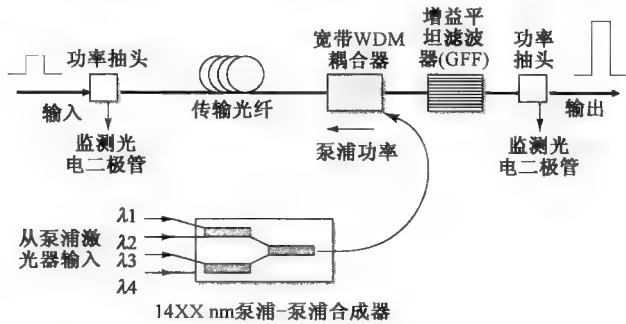 功率抽头
输入
监测光
电二极管
传输光纤
宽带WDM
耦合器
泵浦功率
增益平
坦滤波
器(GFF)
功率
抽头
输出
监测光
电二极管
从泵浦激
光器输入
λ1
λ2
λ3
λ4
14XX nm泵浦-泵浦合成器